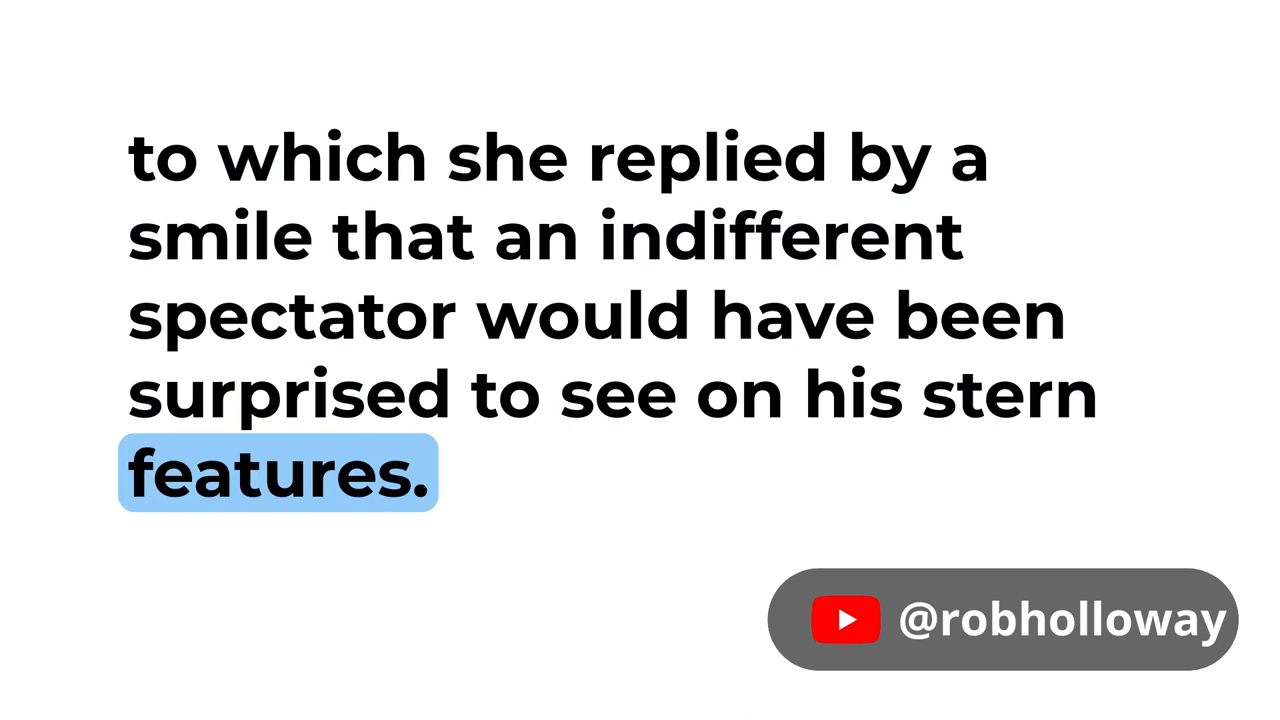 to which she replied by a
smile that an indifferent
spectator would have been
surprised to see on his stern
features.
@robholloway